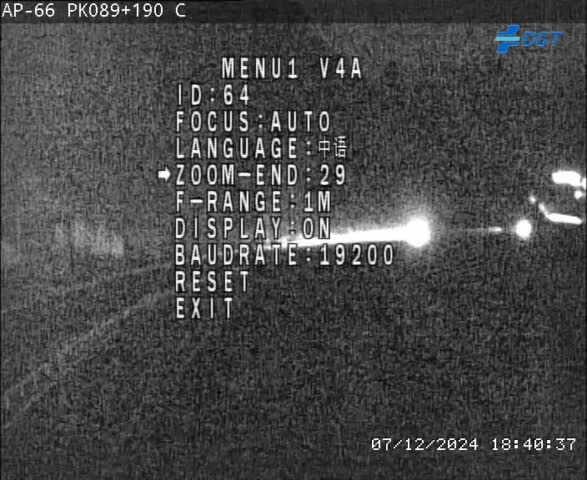 AP-66 PK089+190 C
DGT
MENU1 V4A
ID:64
FOCUS:AUTO
LANGUAGE:中语
ZOOM-END:29
F-RANGE:1M
DISPLAY:ON
BAUDRATE:19200
RESET
EXIT
07/12/2024 18:40:37